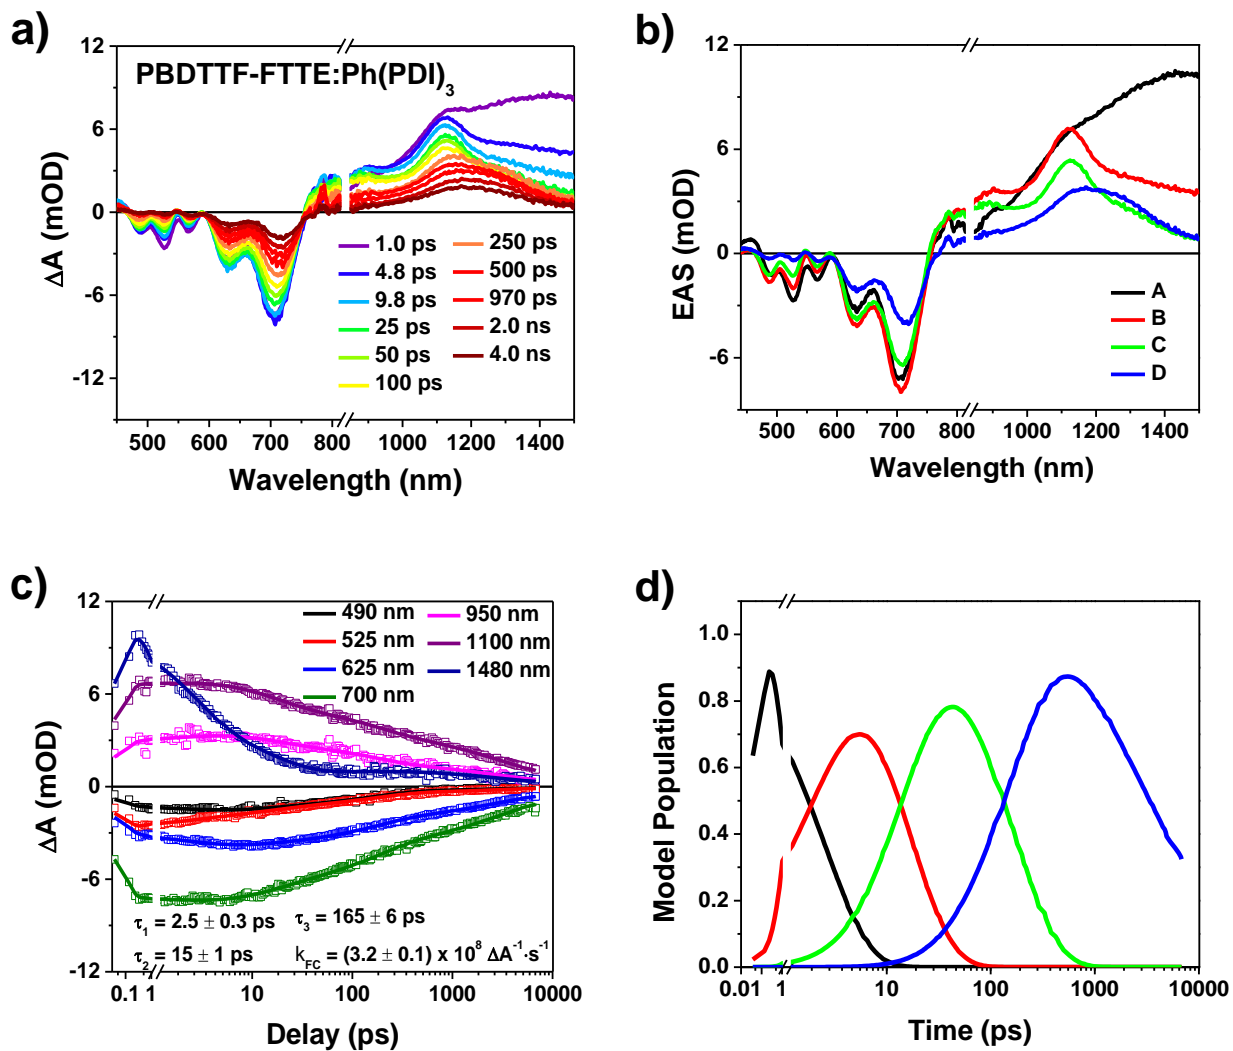 a)
PBDTTF-FTTE:Ph(PDI)3
12
6
0
-6
-12
ΔA (mOD)
1.0 ps
4.8 ps
9.8 ps
25 ps
50 ps
100 ps
250 ps
500 ps
970 ps
2.0 ns
4.0 ns
500 600 700 800 1000 1200 1400
Wavelength (nm)
b)
12
6
0
-6
EAS (mOD)
A
B
C
D
500 600 700 800 1000 1200 1400
Wavelength (nm)
c)
12
6
0
-6
-12
ΔA (mOD)
490 nm
525 nm
625 nm
700 nm
950 nm
1100 nm
1480 nm
τ1 = 2.5 ± 0.3 ps
τ3 = 165 ± 6 ps
τ2 = 15 ± 1 ps
kFC = (3.2 ± 0.1) x 10^8 ΔA^-1·s^-1
0.1 1 10 100 1000 10000
Delay (ps)
d)
1.0
0.8
0.6
0.4
0.2
0.0
Model Population
0.01 0.1 1 10 100 1000 10000
Time (ps)